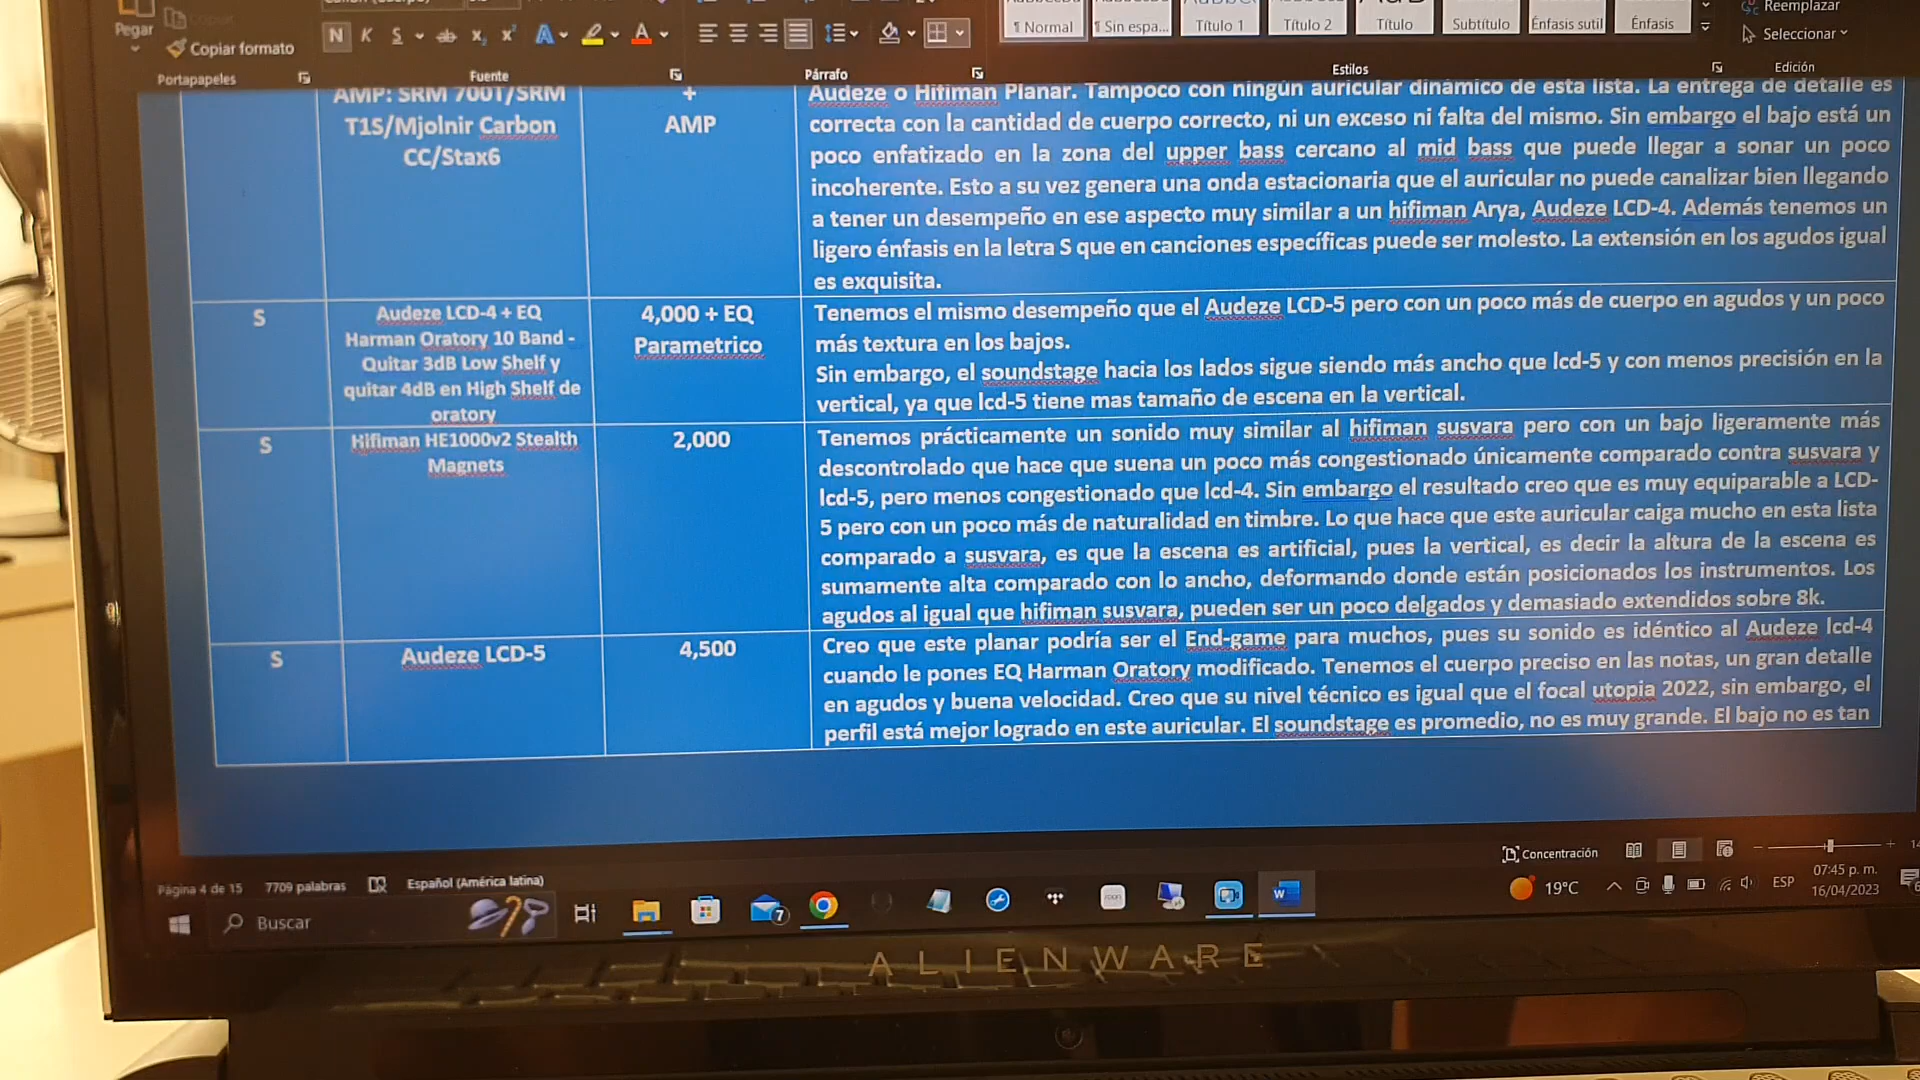 Pegar
Copiar formato
Portapapeles
N K S ab x₂ x² A A
Fuente
Párrafo
¶ Normal
¶ Sin espa...
Título 1
Título 2
Título
Subtítulo
Énfasis sutil
Énfasis
Estilos
Reemplazar
Seleccionar
Edición
AMP: SRM 700T/SRM
T1S/Mjolnir Carbon
CC/Stax6
+
AMP
Audeze o Hifiman Planar. Tampoco con ningún auricular dinámico de esta lista. La entrega de detalle es
correcta con la cantidad de cuerpo correcto, ni un exceso ni falta del mismo. Sin embargo el bajo está un
poco enfatizado en la zona del upper bass cercano al mid bass que puede llegar a sonar un poco
incoherente. Esto a su vez genera una onda estacionaria que el auricular no puede canalizar bien llegando
a tener un desempeño en ese aspecto muy similar a un hifiman Arya, Audeze LCD-4. Además tenemos un
ligero énfasis en la letra S que en canciones específicas puede ser molesto. La extensión en los agudos igual
es exquisita.
S
Audeze LCD-4 + EQ
Harman Oratory 10 Band -
Quitar 3dB Low Shelf y
quitar 4dB en High Shelf de
oratory
4,000 + EQ
Parametrico
Tenemos el mismo desempeño que el Audeze LCD-5 pero con un poco más de cuerpo en agudos y un poco
más textura en los bajos.
Sin embargo, el soundstage hacia los lados sigue siendo más ancho que lcd-5 y con menos precisión en la
vertical, ya que lcd-5 tiene mas tamaño de escena en la vertical.
S
Hifiman HE1000v2 Stealth
Magnets
2,000
Tenemos prácticamente un sonido muy similar al hifiman susvara pero con un bajo ligeramente más
descontrolado que hace que suena un poco más congestionado únicamente comparado contra susvara y
lcd-5, pero menos congestionado que lcd-4. Sin embargo el resultado creo que es muy equiparable a LCD-
5 pero con un poco más de naturalidad en timbre. Lo que hace que este auricular caiga mucho en esta lista
comparado a susvara, es que la escena es artificial, pues la vertical, es decir la altura de la escena es
sumamente alta comparado con lo ancho, deformando donde están posicionados los instrumentos. Los
agudos al igual que hifiman susvara, pueden ser un poco delgados y demasiado extendidos sobre 8k.
S
Audeze LCD-5
4,500
Creo que este planar podría ser el End-game para muchos, pues su sonido es idéntico al Audeze lcd-4
cuando le pones EQ Harman Oratory modificado. Tenemos el cuerpo preciso en las notas, un gran detalle
en agudos y buena velocidad. Creo que su nivel técnico es igual que el focal utopia 2022, sin embargo, el
perfil está mejor logrado en este auricular. El soundstage es promedio, no es muy grande. El bajo no es tan
Página 4 de 15
7709 palabras
Español (América latina)
Concentración
Buscar
7
19°C
ESP
07:45 p. m.
16/04/2023
ALIENWARE